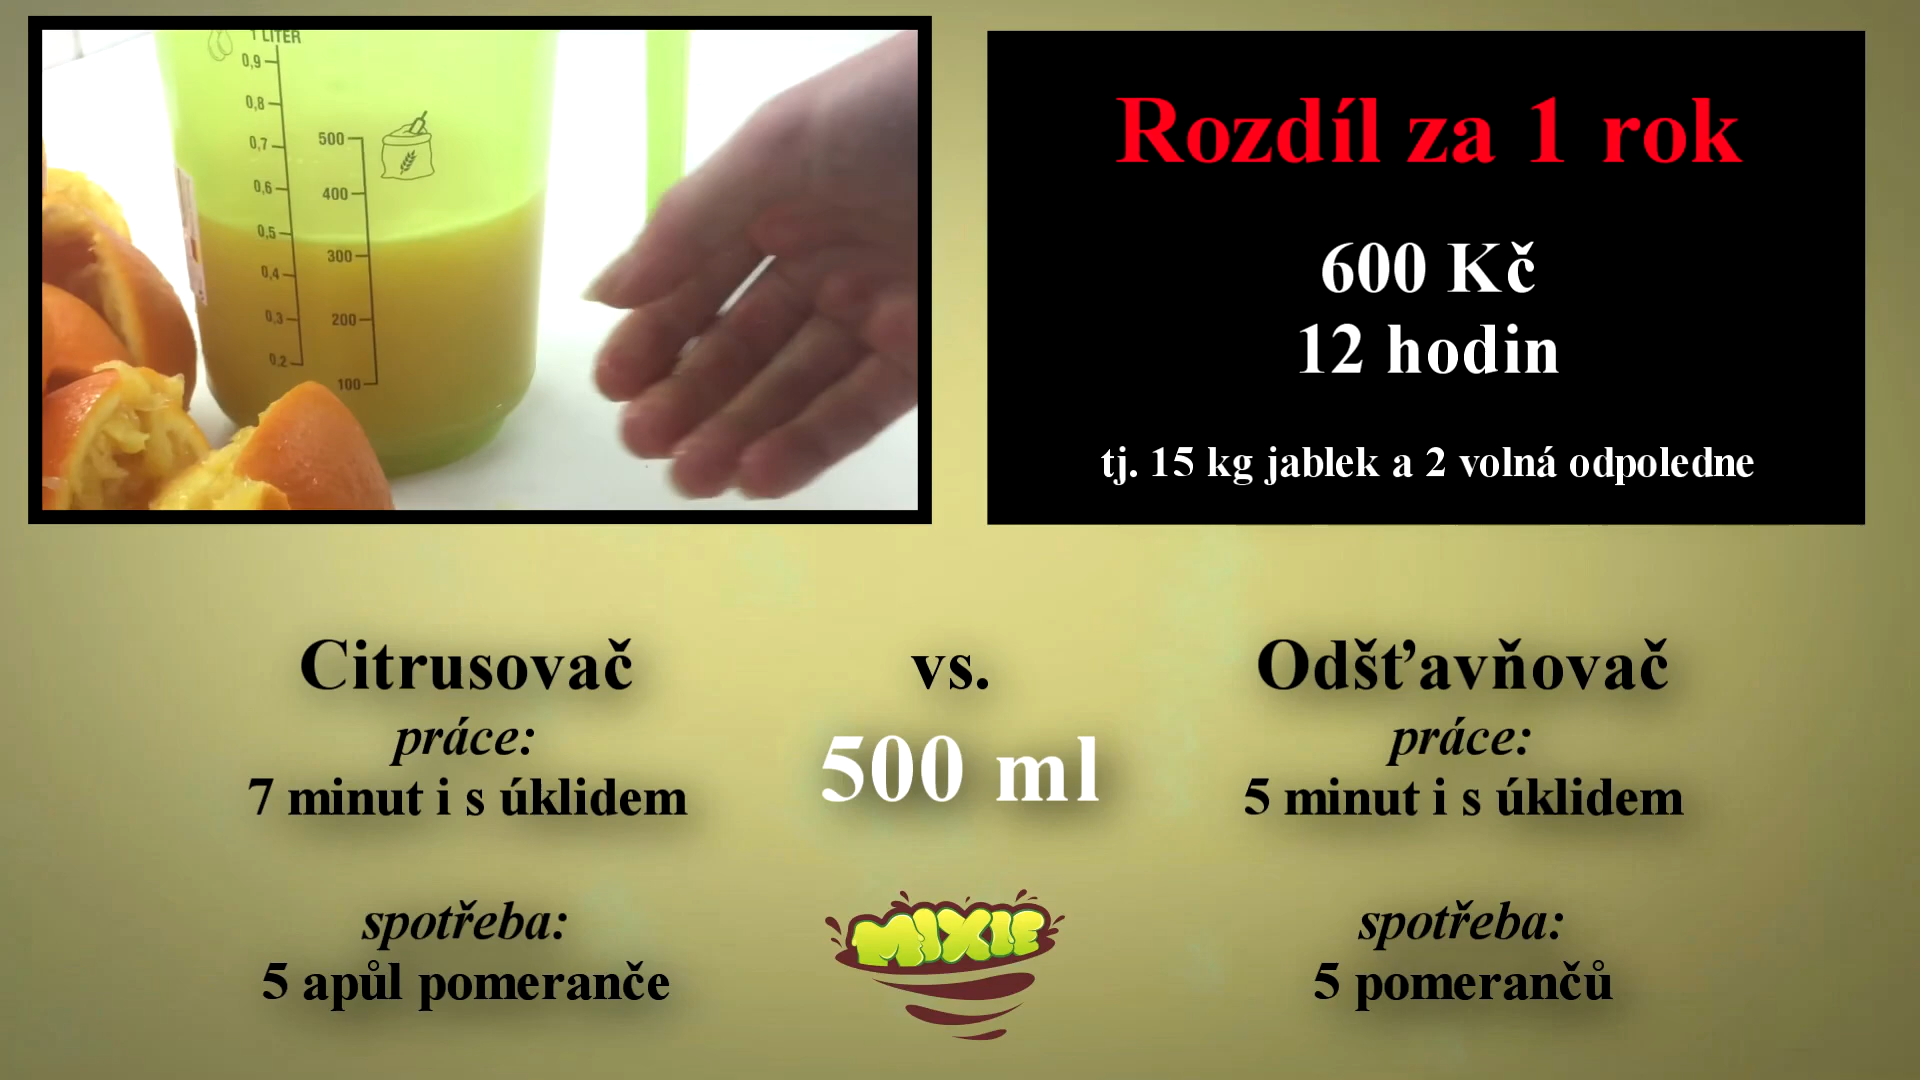 1 LITER
0,9
0,8
0,7
0,6
0,5
0,4
0,3
0,2
500
400
300
200
100
Rozdíl za 1 rok
600 Kč
12 hodin
tj. 15 kg jablek a 2 volná odpoledne
Citrusovač
práce:
7 minut i s úklidem
spotřeba:
5 apůl pomeranče
vs.
500 ml
MIXIE
Odšťavňovač
práce:
5 minut i s úklidem
spotřeba:
5 pomerančů